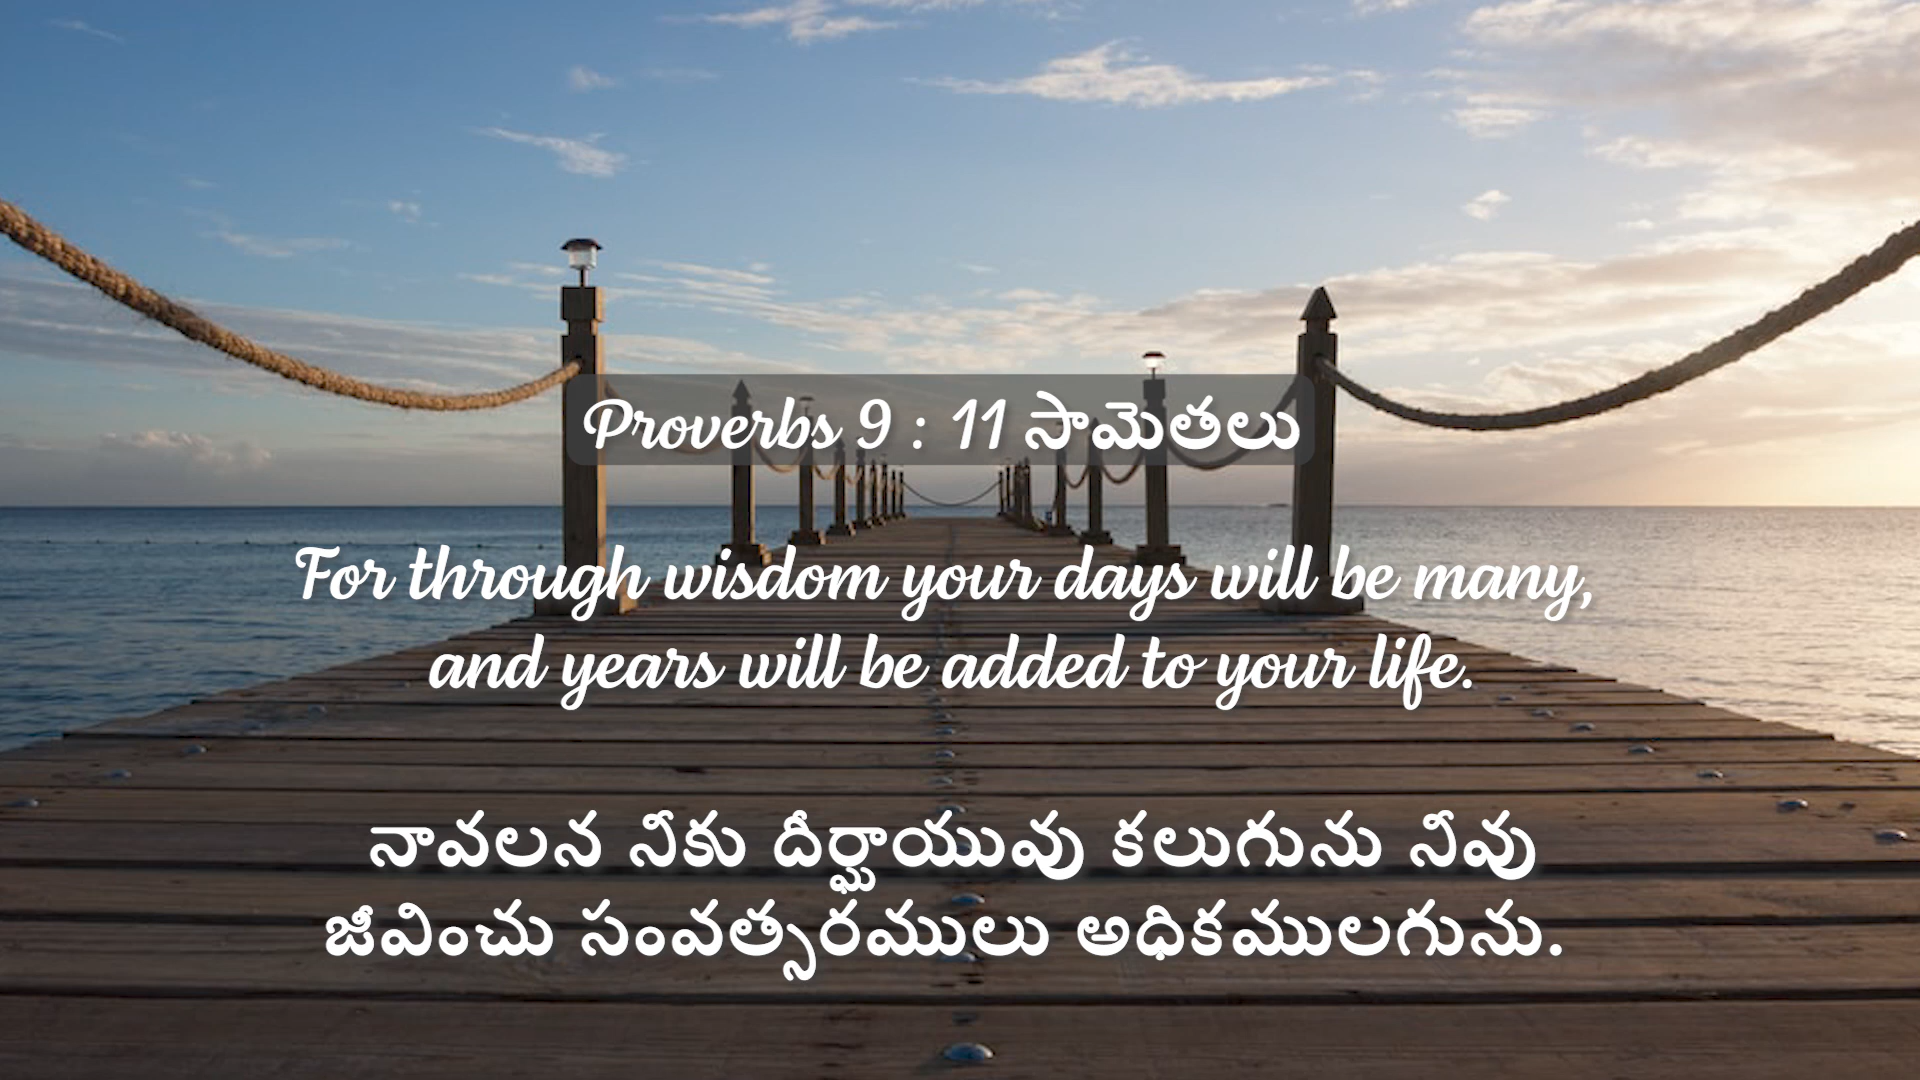 Proverbs 9 : 11 సామెతలు
For through wisdom your days will be many,
and years will be added to your life.
నావలన నీకు దీర్ఘాయువు కలుగును నీవు
జీవించు సంవత్సరములు అధికములగును.